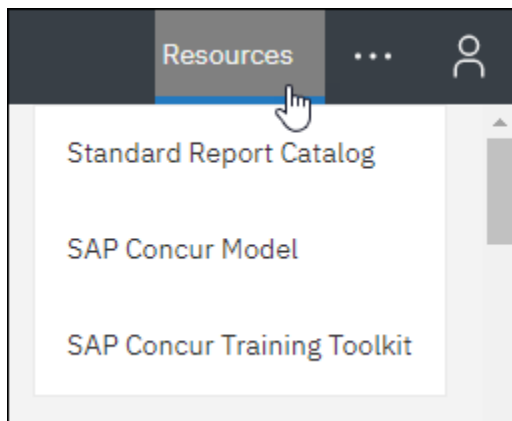 Resources
Standard Report Catalog
SAP Concur Model
SAP Concur Training Toolkit